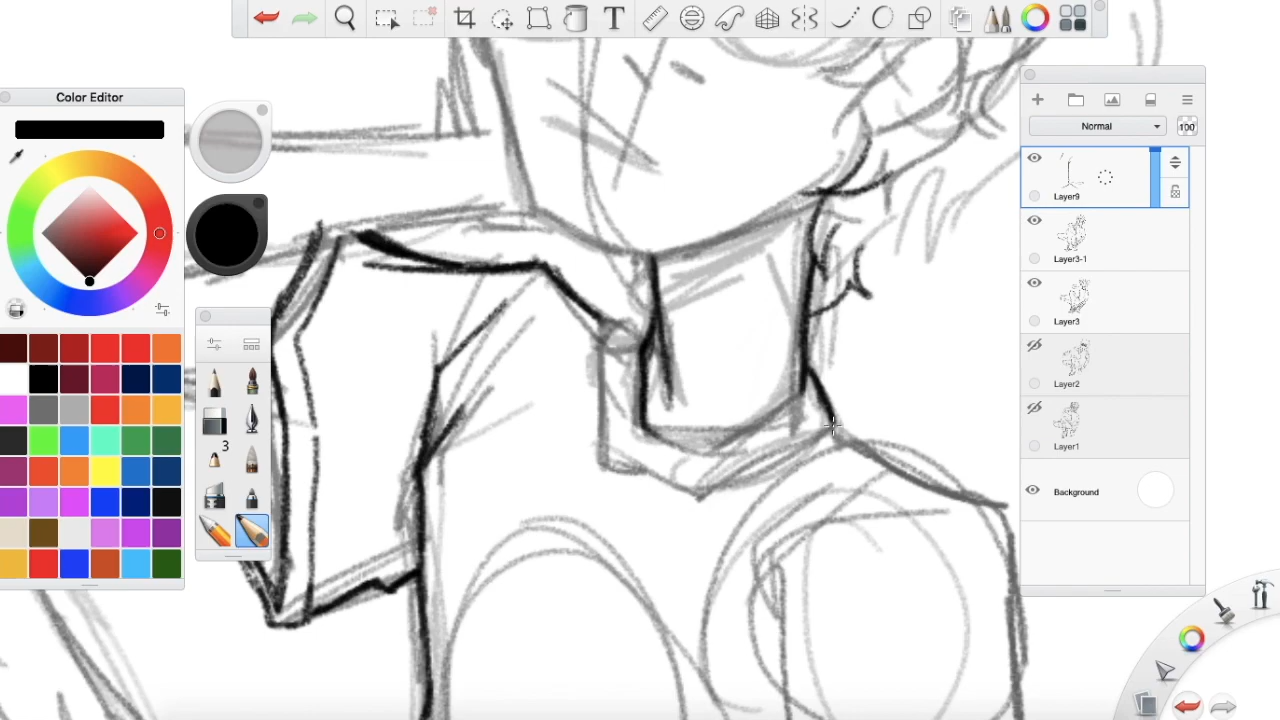 Color Editor
Normal
100
Layer9
Layer3-1
Layer3
3
Layer2
Layer1
Background